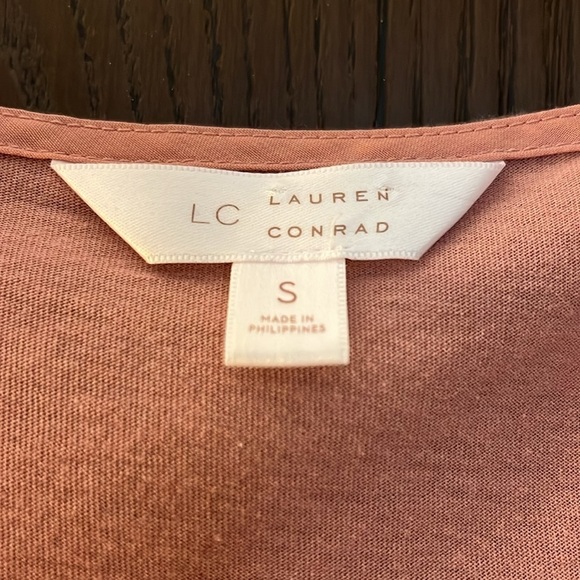 LC LAUREN
CONRAD
S
MADE IN
PHILIPPINES